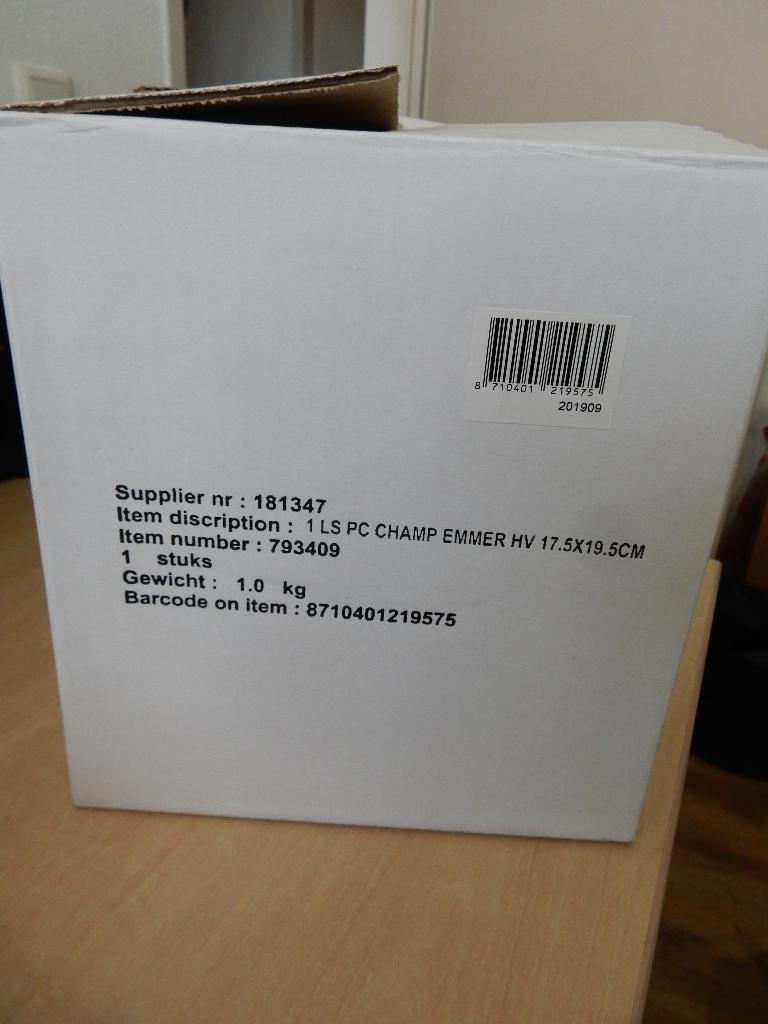 8 710401 219575
201909
Supplier nr : 181347
Item discription : 1 LS PC CHAMP EMMER HV 17.5X19.5CM
Item number : 793409
1 stuks
Gewicht : 1.0 kg
Barcode on item : 8710401219575